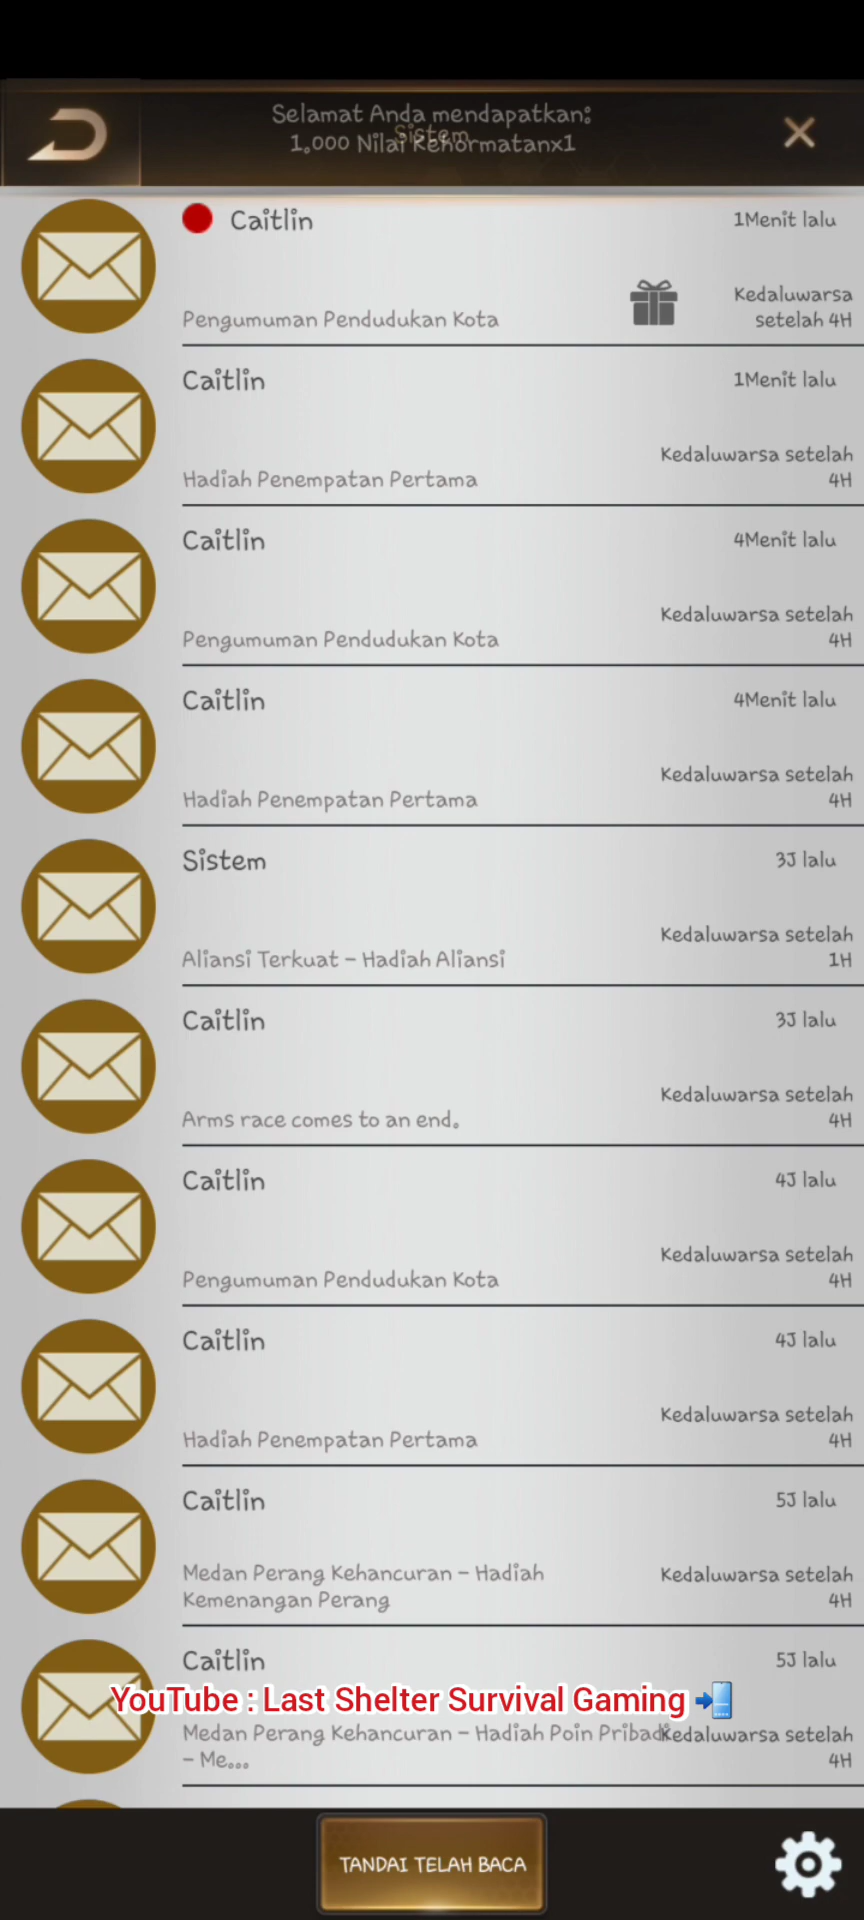 Selamat Anda mendapatkan:
Sistem
1.000 Nilai Kehormatanx1
Caitlin
1Menit lalu
Pengumuman Pendudukan Kota
Kedaluwarsa
setelah 4H
Caitlin
1Menit lalu
Hadiah Penempatan Pertama
Kedaluwarsa setelah
4H
Caitlin
4Menit lalu
Pengumuman Pendudukan Kota
Kedaluwarsa setelah
4H
Caitlin
4Menit lalu
Hadiah Penempatan Pertama
Kedaluwarsa setelah
4H
Sistem
3J lalu
Aliansi Terkuat - Hadiah Aliansi
Kedaluwarsa setelah
1H
Caitlin
3J lalu
Arms race comes to an end.
Kedaluwarsa setelah
4H
Caitlin
4J lalu
Pengumuman Pendudukan Kota
Kedaluwarsa setelah
4H
Caitlin
4J lalu
Hadiah Penempatan Pertama
Kedaluwarsa setelah
4H
Caitlin
5J lalu
Medan Perang Kehancuran - Hadiah
Kemenangan Perang
Kedaluwarsa setelah
4H
Caitlin
5J lalu
YouTube : Last Shelter Survival Gaming 📲
Medan Perang Kehancuran - Hadiah Poin Pribadi
- Me...
Kedaluwarsa setelah
4H
TANDAI TELAH BACA